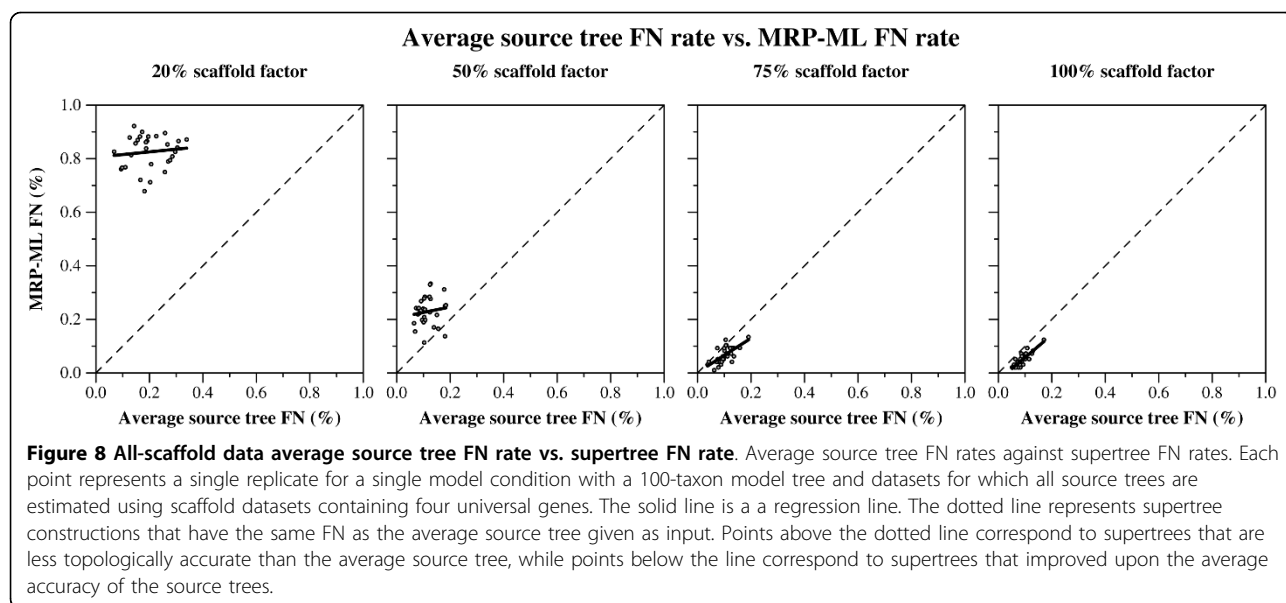 Average source tree FN rate vs. MRP-ML FN rate
20% scaffold factor 50% scaffold factor 75% scaffold factor 100% scaffold factor
MRP-ML FN (%)
1.0
0.8
0.6
0.4
0.2
0.0
0.0 0.2 0.4 0.6 0.8 1.0 0.0 0.2 0.4 0.6 0.8 1.0 0.0 0.2 0.4 0.6 0.8 1.0 0.0 0.2 0.4 0.6 0.8 1.0
Average source tree FN (%) Average source tree FN (%) Average source tree FN (%) Average source tree FN (%)
Figure 8 All-scaffold data average source tree FN rate vs. supertree FN rate. Average source tree FN rates against supertree FN rates. Each
point represents a single replicate for a single model condition with a 100-taxon model tree and datasets for which all source trees are
estimated using scaffold datasets containing four universal genes. The solid line is a a regression line. The dotted line represents supertree
constructions that have the same FN as the average source tree given as input. Points above the dotted line correspond to supertrees that are
less topologically accurate than the average source tree, while points below the line correspond to supertrees that improved upon the average
accuracy of the source trees.